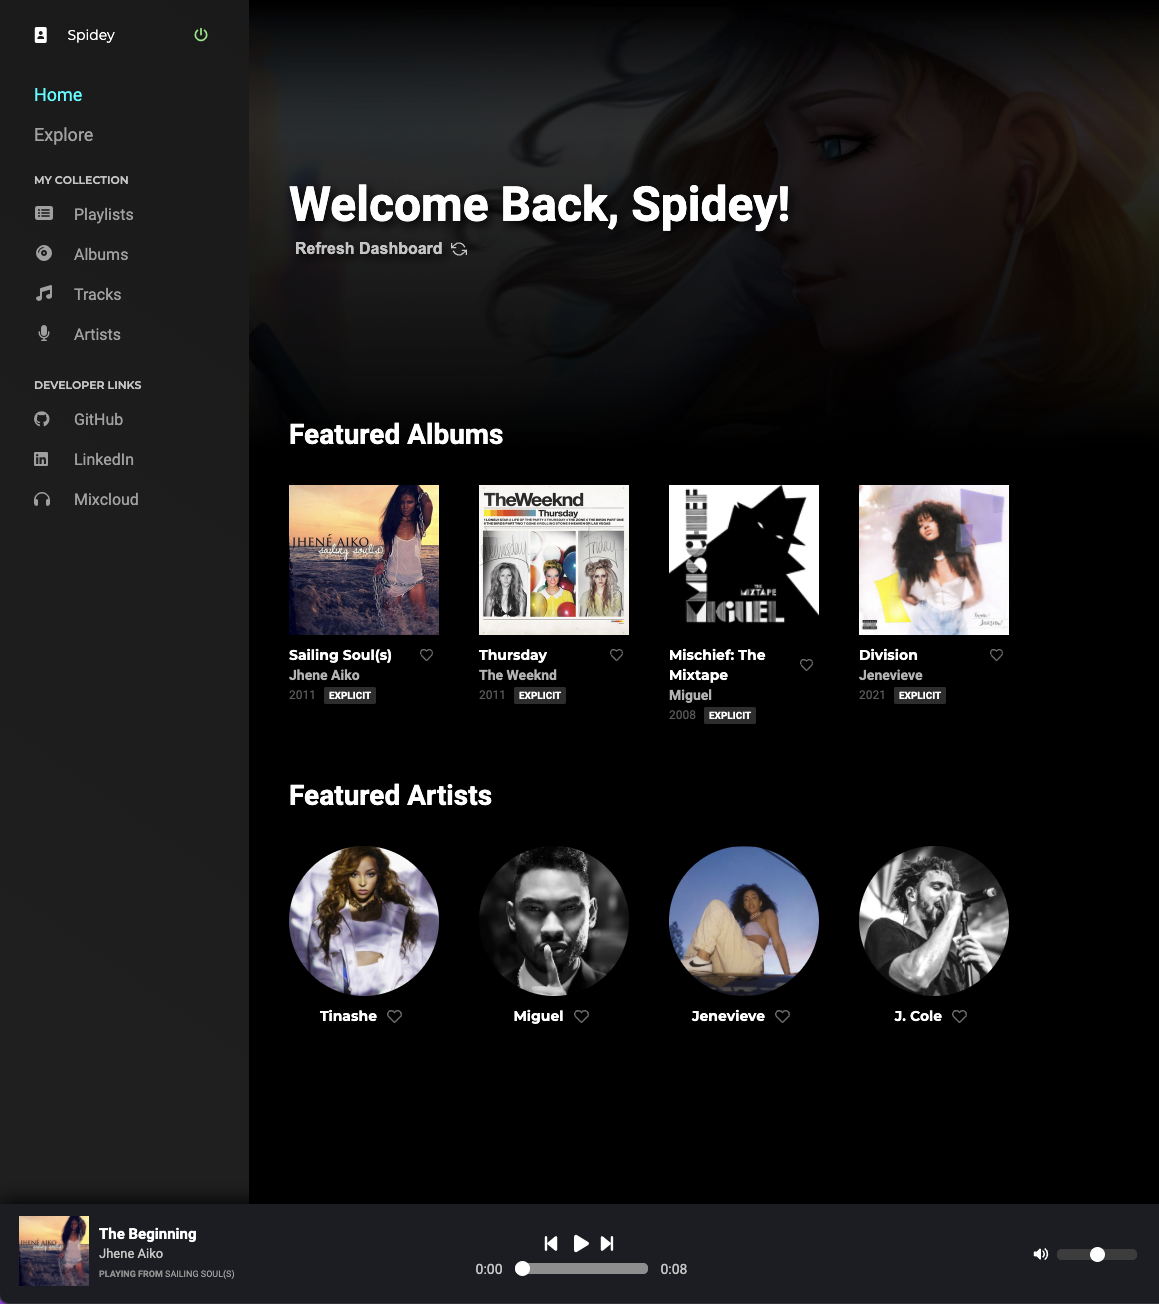 Spidey
Home
Explore
MY COLLECTION
Playlists
Albums
Tracks
Artists
DEVELOPER LINKS
GitHub
LinkedIn
Mixcloud
Welcome Back, Spidey!
Refresh Dashboard
Featured Albums
JHENÉ AIKO
sailing soul(s)
Sailing Soul(s)
Jhene Aiko
2011 EXPLICIT
TheWeeknd
Thursday
Thursday
The Weeknd
2011 EXPLICIT
MISCHIEF
THE
MIXTAPE
MIGUEL
Mischief: The
Mixtape
Miguel
2008 EXPLICIT
Division
Jenevieve
2021 EXPLICIT
Featured Artists
Tinashe
Miguel
Jenevieve
J. Cole
The Beginning
Jhene Aiko
PLAYING FROM SAILING SOUL(S)
0:00
0:08